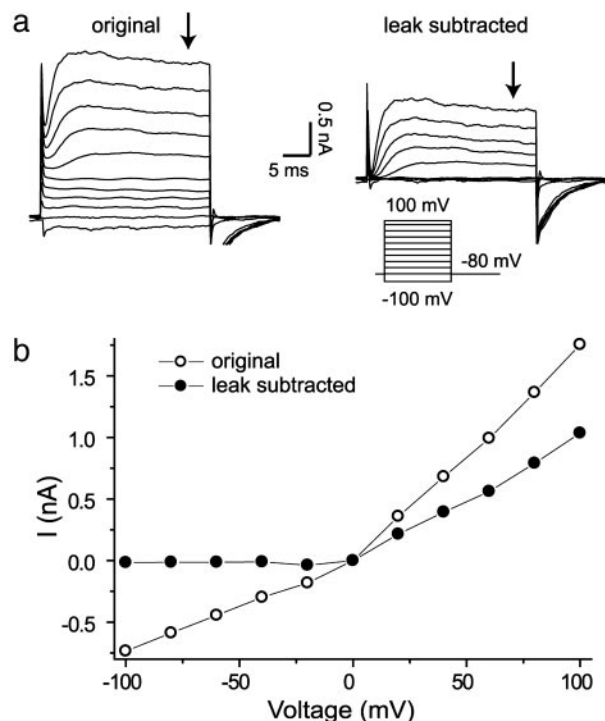 a
original
leak subtracted
0.5 nA
5 ms
100 mV
-80 mV
-100 mV
b
original
leak subtracted
I (nA)
1.5
1.0
0.5
0.0
-0.5
-100 -50 0 50 100
Voltage (mV)